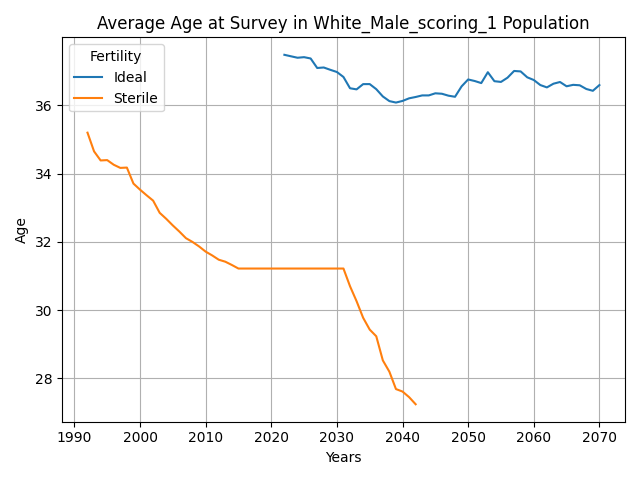 Average Age at Survey in White_Male_scoring_1 Population
Fertility
Ideal
Sterile
Age
36
34
32
30
28
1990 2000 2010 2020 2030 2040 2050 2060 2070
Years